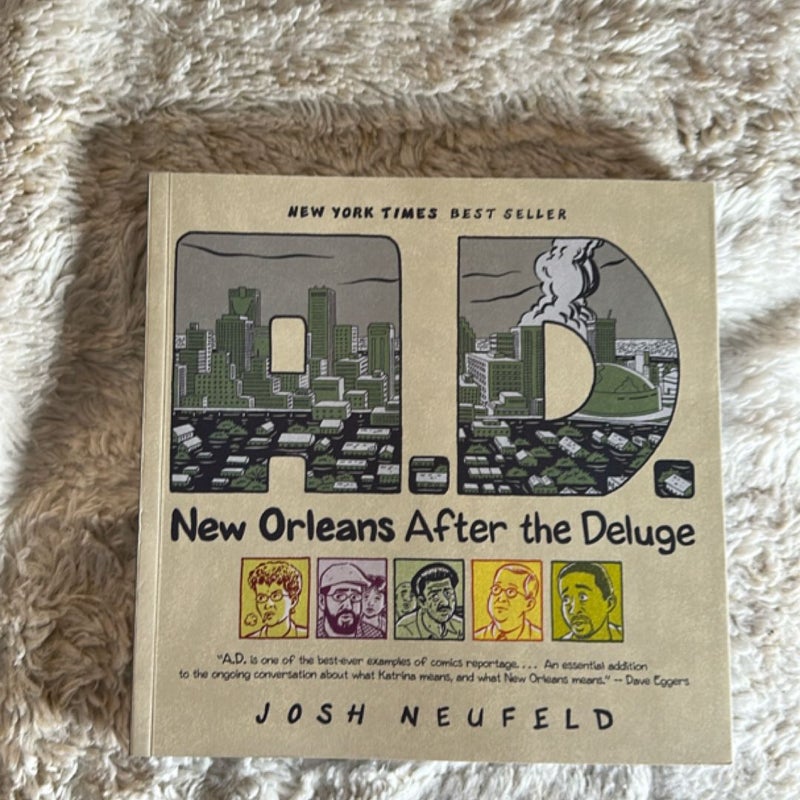 NEW YORK TIMES BEST SELLER
A.D.
New Orleans After the Deluge
"A.D. is one of the best-ever examples of comics reportage.... An essential addition
to the ongoing conversation about what Katrina means, and what New Orleans means." -- Dave Eggers
JOSH NEUFELD